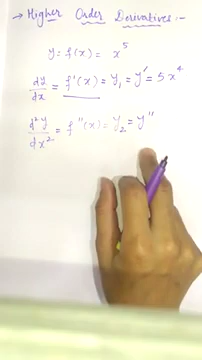 → Higher Order Derivatives:-
y = f(x) = x⁵
dy/dx = f'(x) = y₁ = y' = 5x⁴
d²y/dx² = f''(x) = y₂ = y''